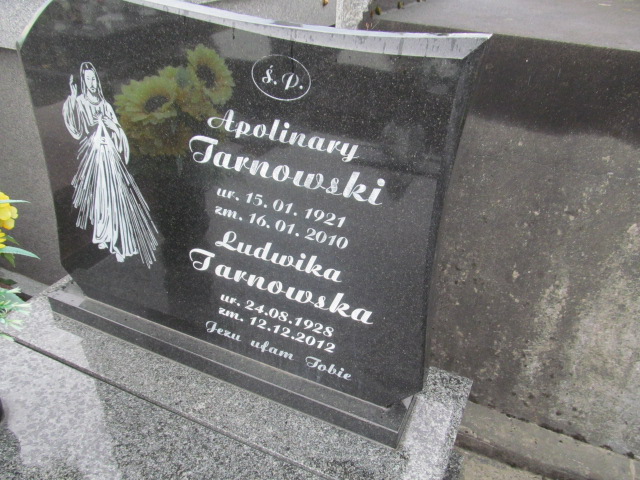 Ś.P.
Apolinary
Tarnowski
ur. 15.01.1921
zm. 16.01.2010
Ludwika
Tarnowska
ur. 24.08.1928
zm. 12.12.2012
Jezu ufam Tobie